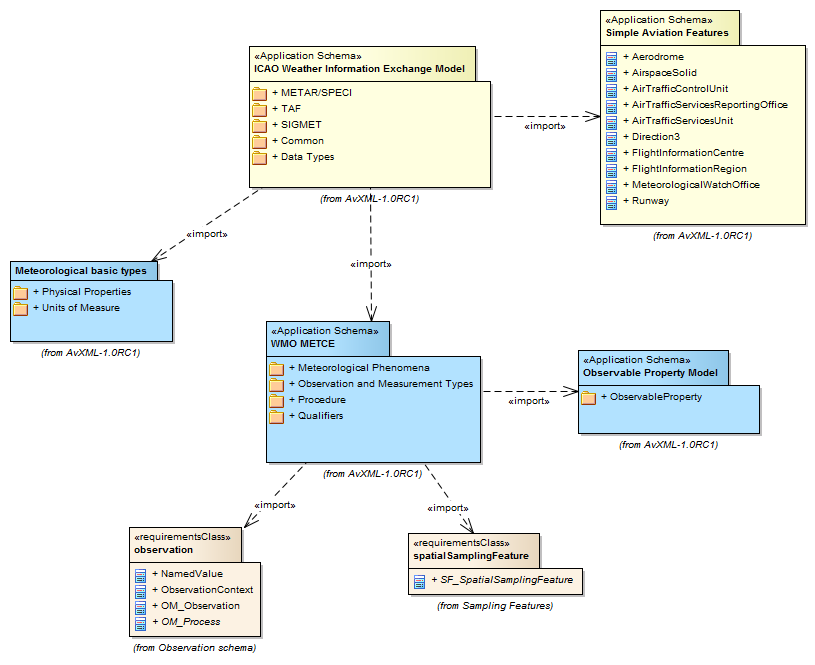 «Application Schema»
Simple Aviation Features
+ Aerodrome
+ AirspaceSolid
+ AirTrafficControlUnit
+ AirTrafficServicesReportingOffice
+ AirTrafficServicesUnit
+ Direction3
+ FlightInformationCentre
+ FlightInformationRegion
+ MeteorologicalWatchOffice
+ Runway
(from AvXML-1.0RC1)
«Application Schema»
ICAO Weather Information Exchange Model
+ METAR/SPECI
+ TAF
+ SIGMET
+ Common
+ Data Types
(from AvXML-1.0RC1)
«import»
«import»
«import»
Meteorological basic types
+ Physical Properties
+ Units of Measure
(from AvXML-1.0RC1)
«Application Schema»
WMO METCE
+ Meteorological Phenomena
+ Observation and Measurement Types
+ Procedure
+ Qualifiers
(from AvXML-1.0RC1)
«import»
«Application Schema»
Observable Property Model
+ ObservableProperty
(from AvXML-1.0RC1)
«import»
«import»
«requirementsClass»
observation
+ NamedValue
+ ObservationContext
+ OM_Observation
+ OM_Process
(from Observation schema)
«requirementsClass»
spatialSamplingFeature
+ SF_SpatialSamplingFeature
(from Sampling Features)